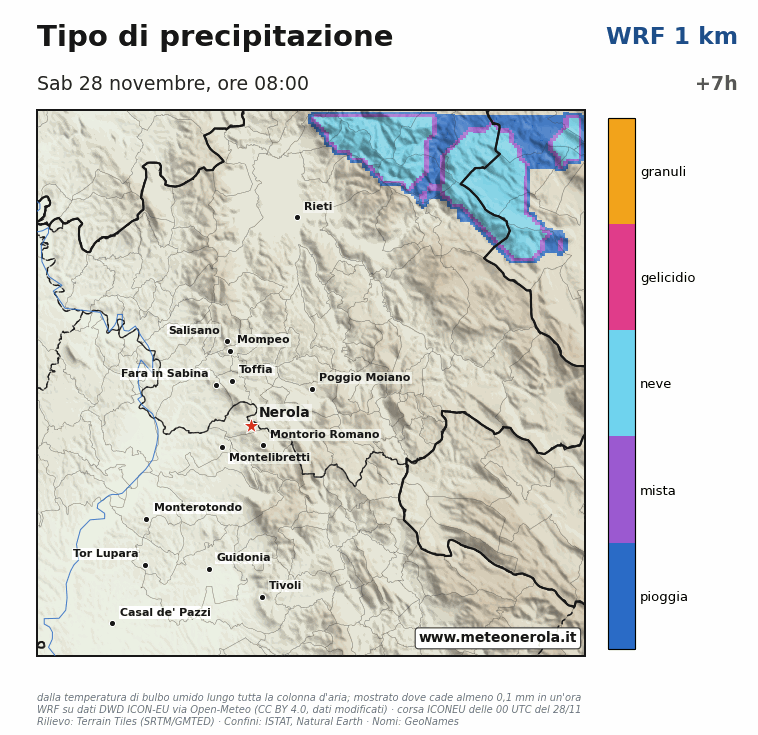 Tipo di precipitazione
WRF 1 km
Sab 28 novembre, ore 08:00
+7h
granuli
gelicidio
neve
mista
pioggia
Rieti
Salisano
Mompeo
Toffia
Fara in Sabina
Poggio Moiano
Nerola
Montorio Romano
Montelibretti
Monterotondo
Tor Lupara
Guidonia
Tivoli
Casal de' Pazzi
www.meteonerola.it
dalla temperatura di bulbo umido lungo tutta la colonna d'aria; mostrato dove cade almeno 0,1 mm in un'ora
WRF su dati DWD ICON-EU via Open-Meteo (CC BY 4.0, dati modificati) · corsa ICONEU delle 00 UTC del 28/11
Rilievo: Terrain Tiles (SRTM/GMTED) · Confini: ISTAT, Natural Earth · Nomi: GeoNames